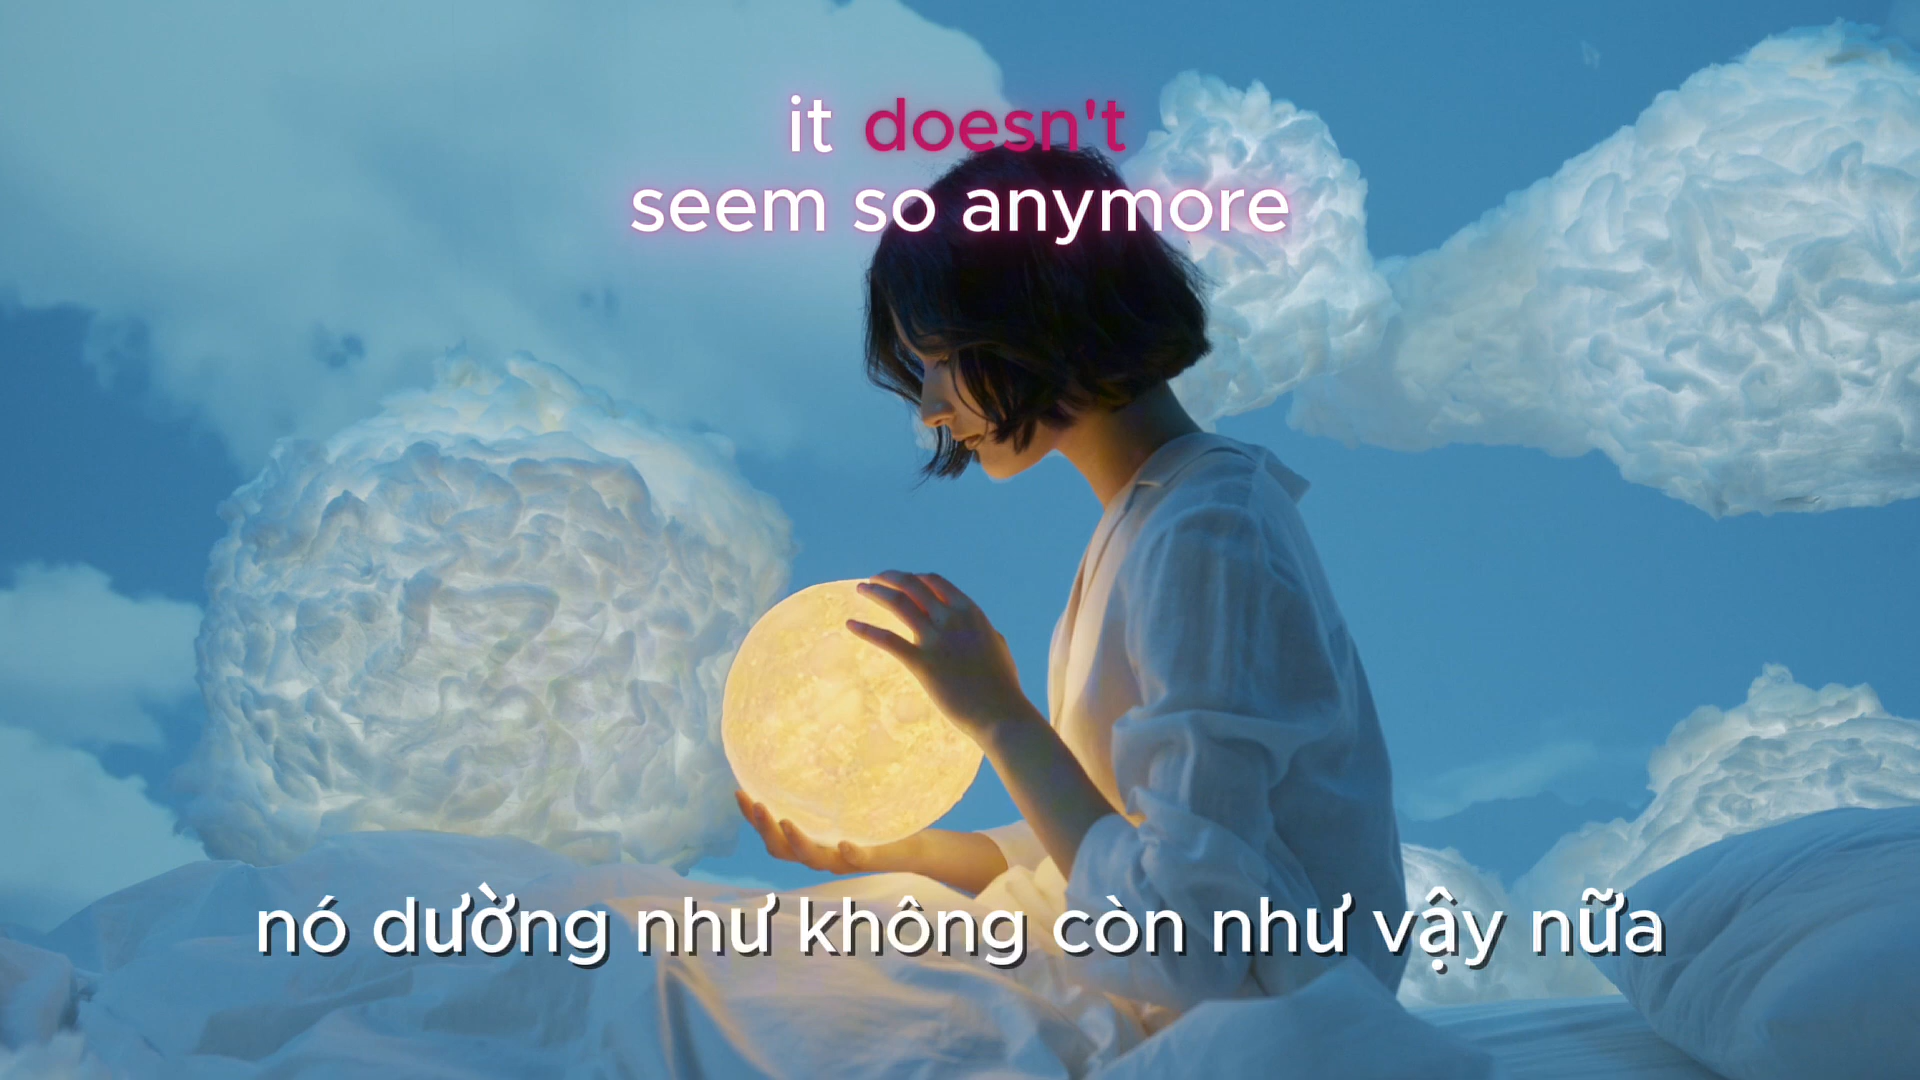 it doesn't
seem so anymore
nó dường như không còn như vậy nữa